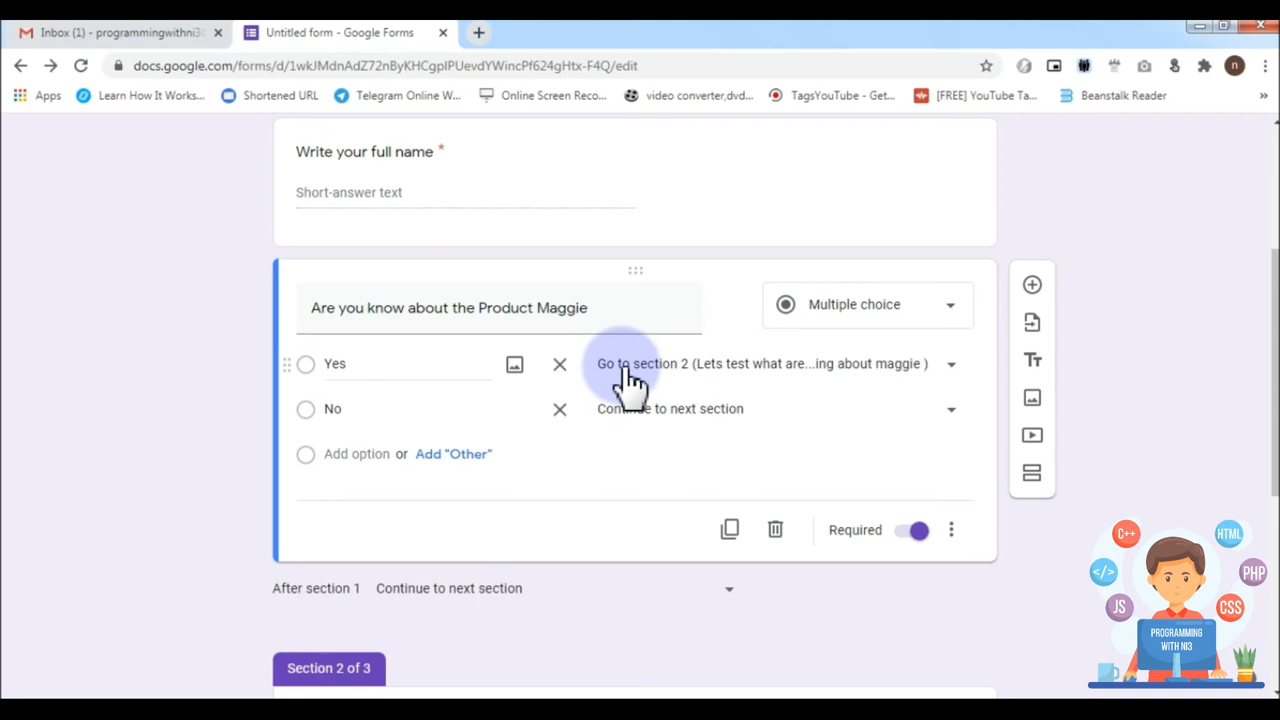 Inbox (1) - programmingwithni3
Untitled form - Google Forms
docs.google.com/forms/d/1wkJMdnAdZ72nByKHCgpIPUevdYWincPf624gHtx-F4Q/edit
n
Apps
Learn How It Works...
Shortened URL
Telegram Online W...
Online Screen Reco...
video converter,dvd...
TagsYouTube - Get...
[FREE] YouTube Ta...
Beanstalk Reader
»
Write your full name *
Short-answer text
Are you know about the Product Maggie
Multiple choice
Yes
Go to section 2 (Lets test what are...ing about maggie )
No
Continue to next section
Add option or Add "Other"
Required
After section 1 Continue to next section
Section 2 of 3
C++
HTML
</>
PHP
JS
CSS
PROGRAMMING
WITH NI3